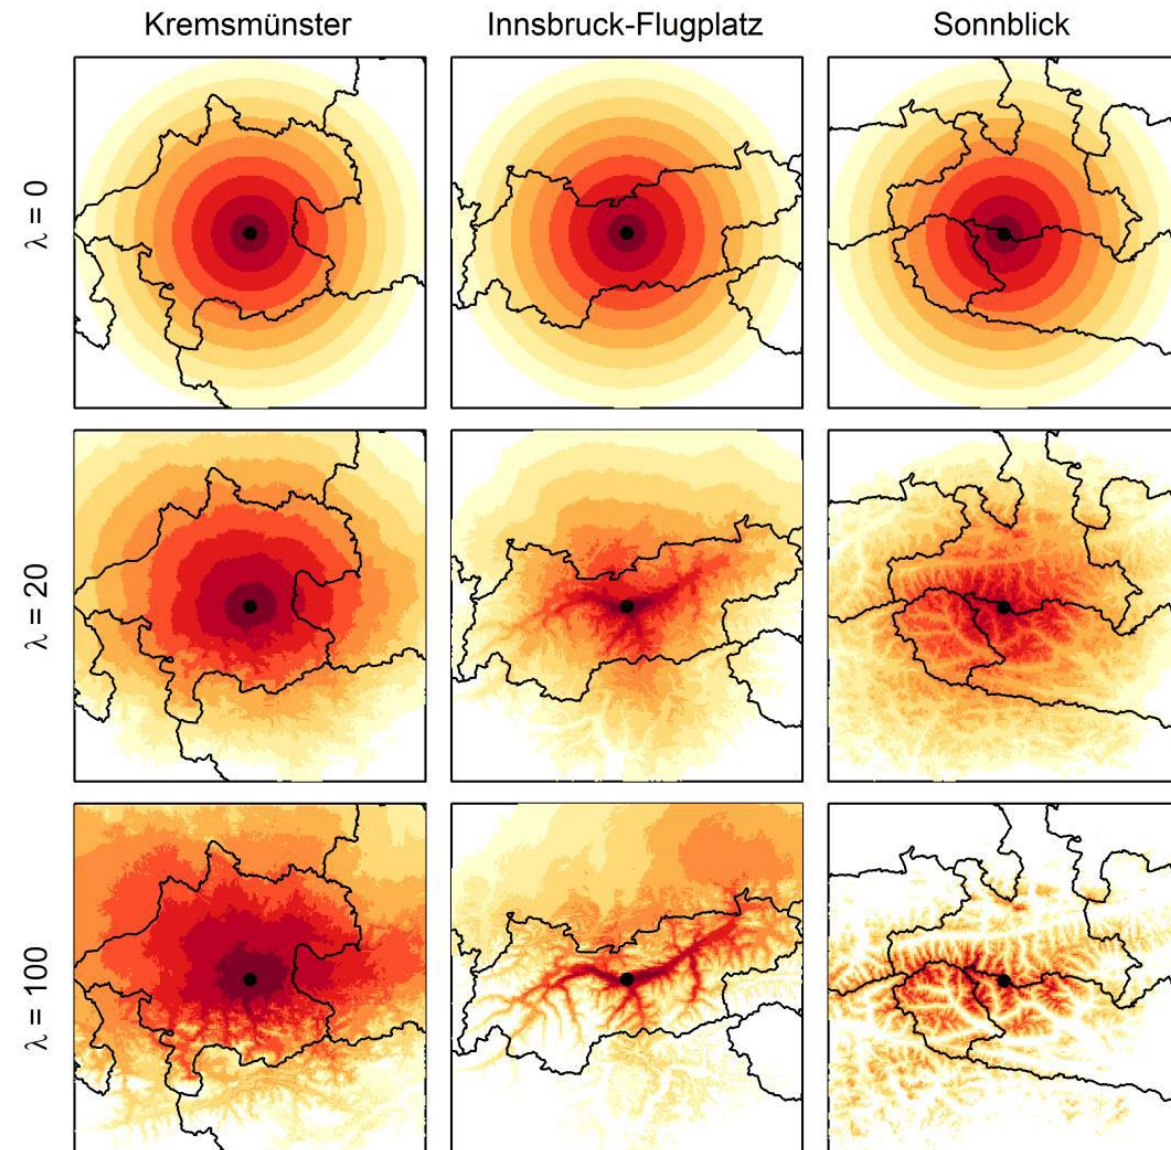 Kremsmünster Innsbruck-Flugplatz Sonnblick
λ = 0
λ = 20
λ = 100